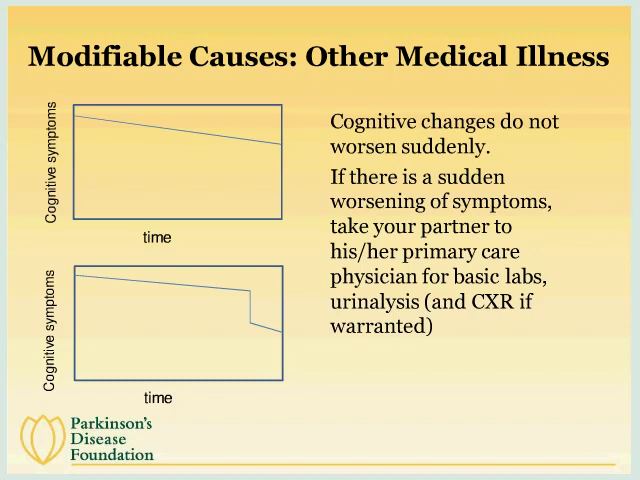 Modifiable Causes: Other Medical Illness
Cognitive symptoms
time
Cognitive changes do not
worsen suddenly.
If there is a sudden
worsening of symptoms,
take your partner to
his/her primary care
physician for basic labs,
urinalysis (and CXR if
warranted)
Cognitive symptoms
time
Parkinson's
Disease
Foundation